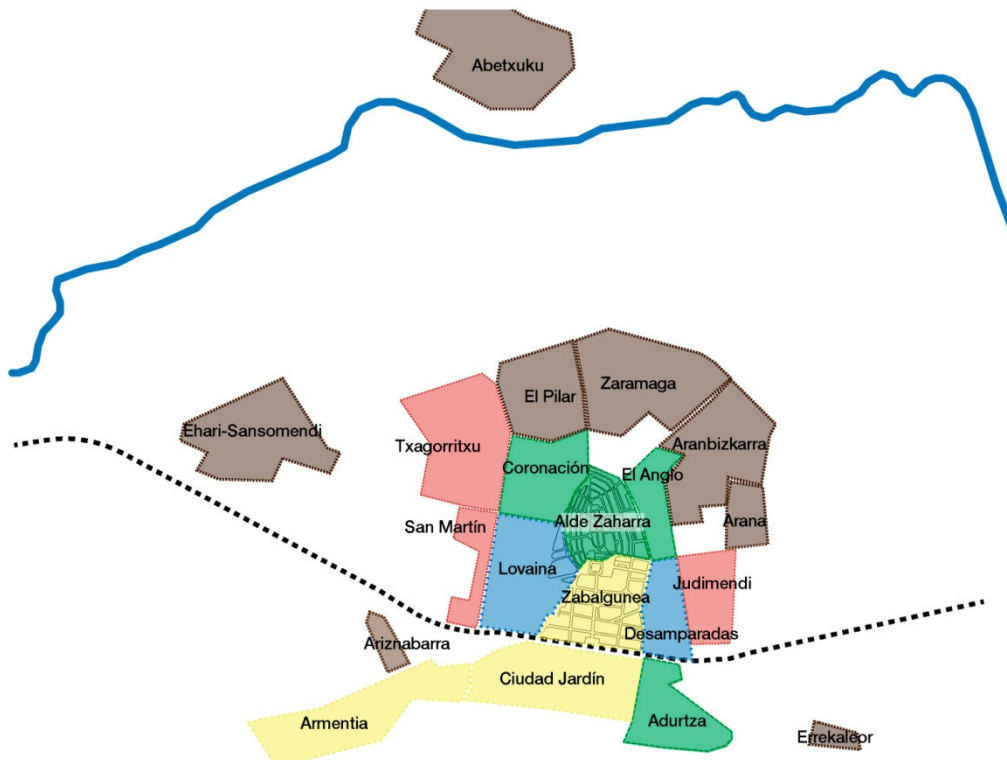 Abetxuku
Zaramaga
El Pilar
Ehari-Sansomendi
Txagorritxu
Aranbizkarra
Coronación
El Anglo
San Martín
Alde Zaharra
Arana
Lovaina
Judimendi
Zabalgunea
Desamparadas
Ariznabarra
Ciudad Jardín
Armentia
Adurtza
Errekaleor